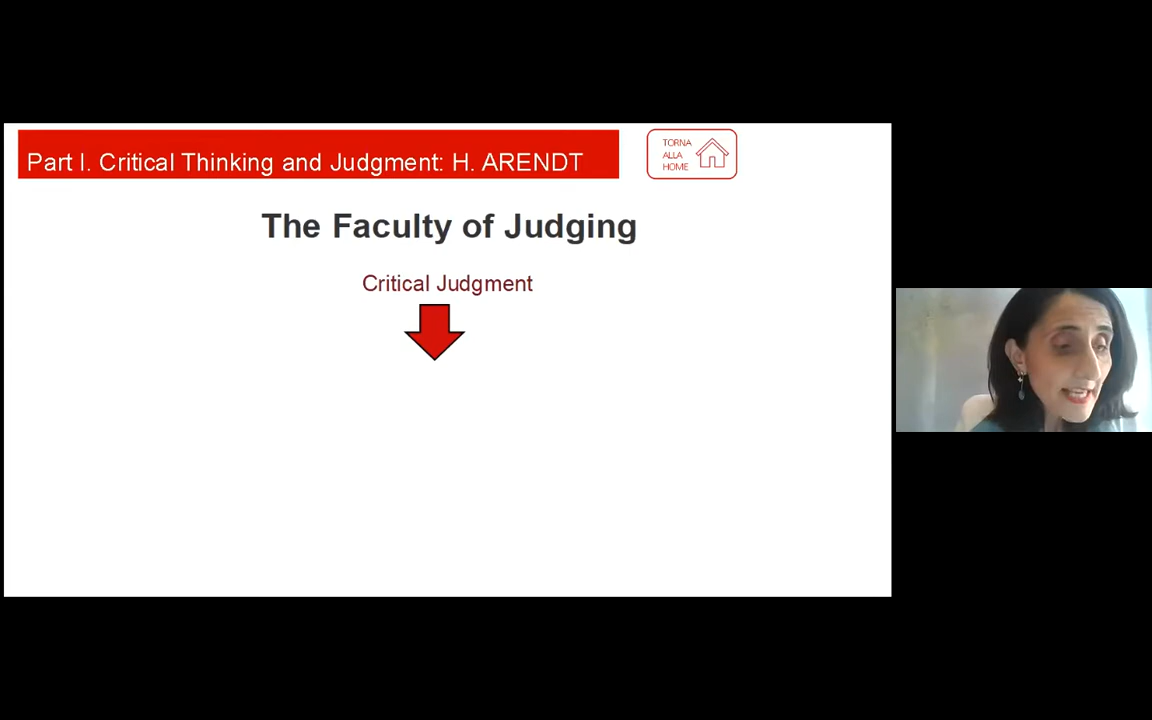 Part I. Critical Thinking and Judgment: H. ARENDT
TORNA
ALLA
HOME
The Faculty of Judging
Critical Judgment